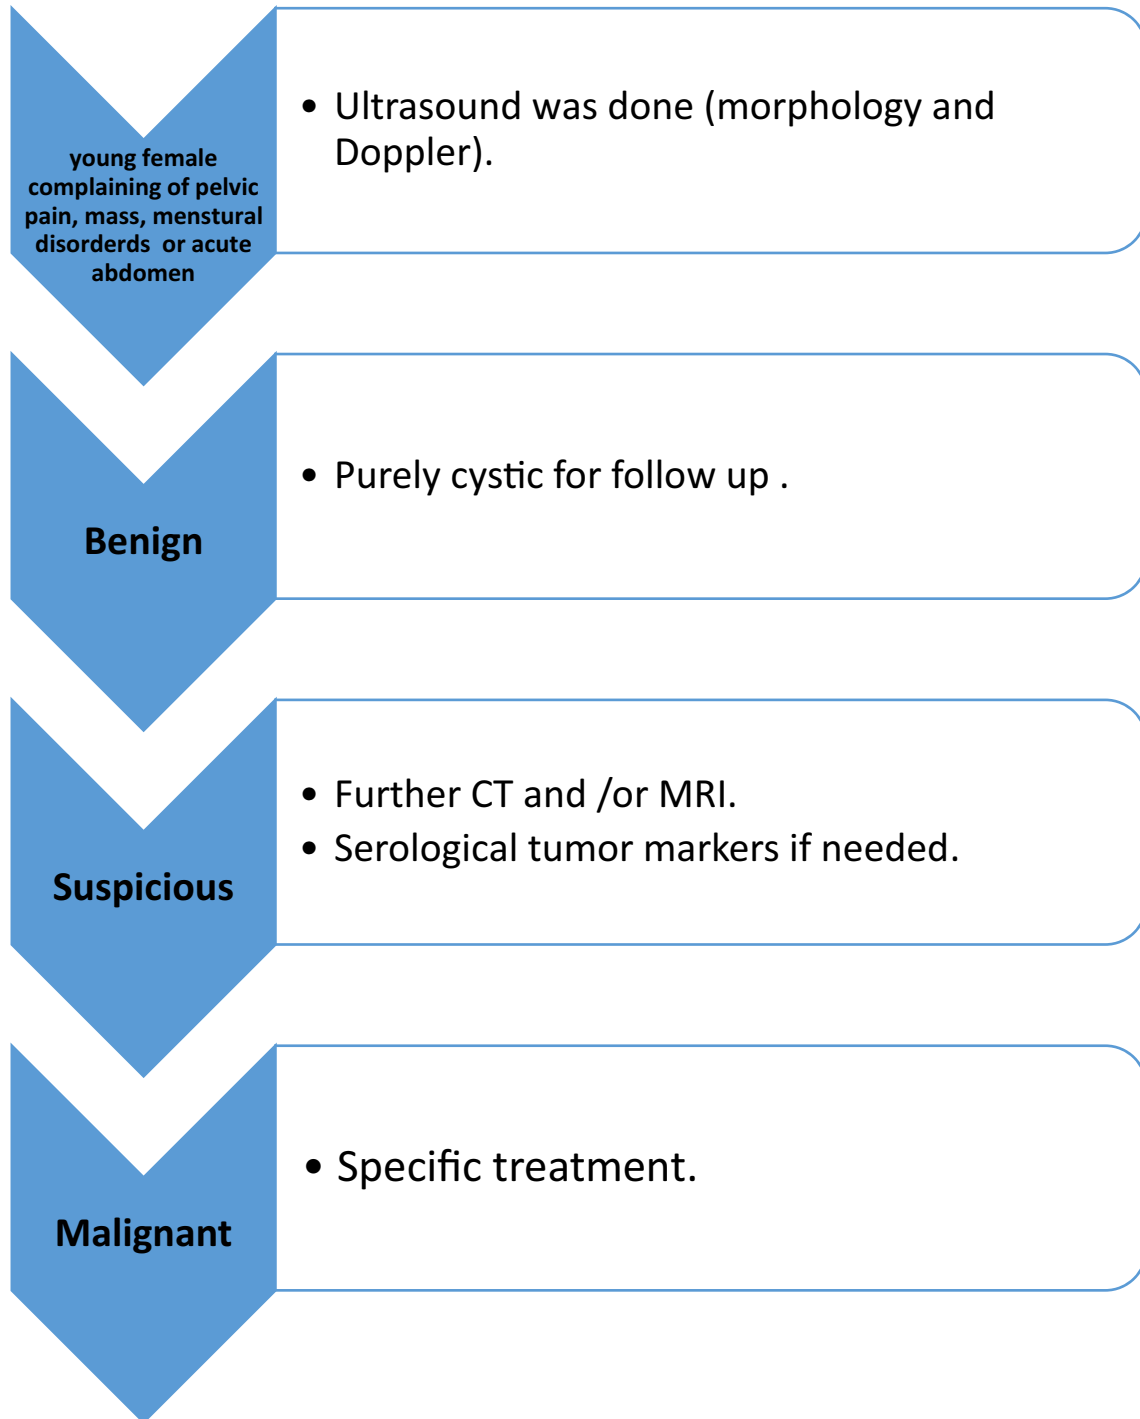 young female
complaining of pelvic
pain, mass, menstural
disorderds or acute
abdomen
• Ultrasound was done (morphology and
Doppler).
Benign
• Purely cystic for follow up .
Suspicious
• Further CT and /or MRI.
• Serological tumor markers if needed.
Malignant
• Specific treatment.